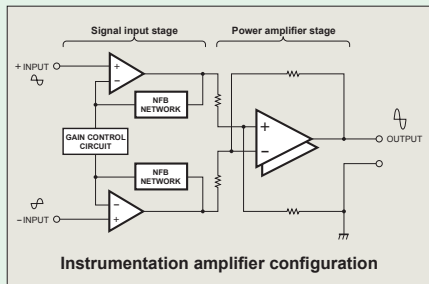 Signal input stage
Power amplifier stage
+ INPUT
+
−
NFB
NETWORK
GAIN CONTROL
CIRCUIT
NFB
NETWORK
−
+
− INPUT
+
−
OUTPUT
Instrumentation amplifier configuration